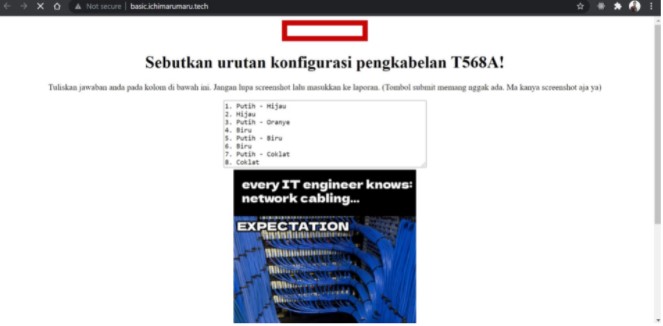 Not secure | basic.ichimarumaru.tech
Sebutkan urutan konfigurasi pengkabelan T568A!
Tuliskan jawaban anda pada kolom di bawah ini. Jangan lupa screenshot lalu masukkan ke laporan. (Tombol submit memang nggak ada. Ma kanya screenshot aja ya)
1. Putih - Hijau
2. Hijau
3. Putih - Oranye
4. Biru
5. Putih - Biru
6. Biru
7. Putih - Coklat
8. Coklat
every IT engineer knows:
network cabling...
EXPECTATION